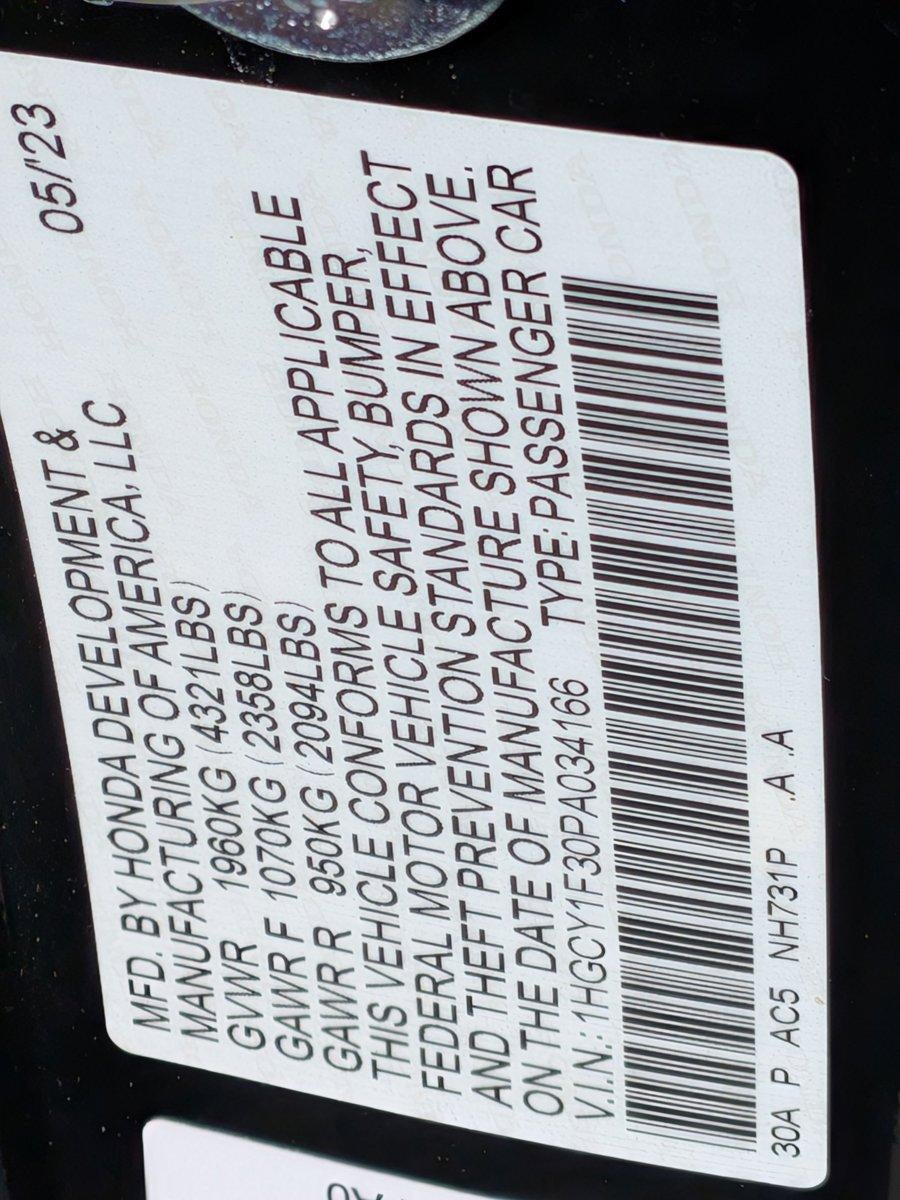 05/'23
MFD. BY HONDA DEVELOPMENT &
MANUFACTURING OF AMERICA, LLC
GVWR 1960KG (4321LBS)
GAWR F 1070KG (2358LBS)
GAWR R 950KG (2094LBS)
THIS VEHICLE CONFORMS TO ALL APPLICABLE
FEDERAL MOTOR VEHICLE SAFETY, BUMPER,
AND THEFT PREVENTION STANDARDS IN EFFECT
ON THE DATE OF MANUFACTURE SHOWN ABOVE.
V.I.N.: 1HGCY1F30PA034166 TYPE: PASSENGER CAR
30A P AC5 NH731P .A .A